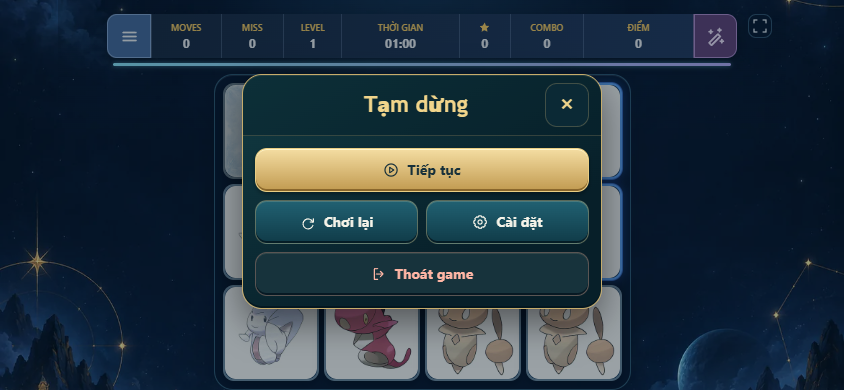 MOVES MISS LEVEL THỜI GIAN ★ COMBO ĐIỂM
0 0 1 01:00 0 0 0
Tạm dừng
Tiếp tục
Chơi lại Cài đặt
Thoát game